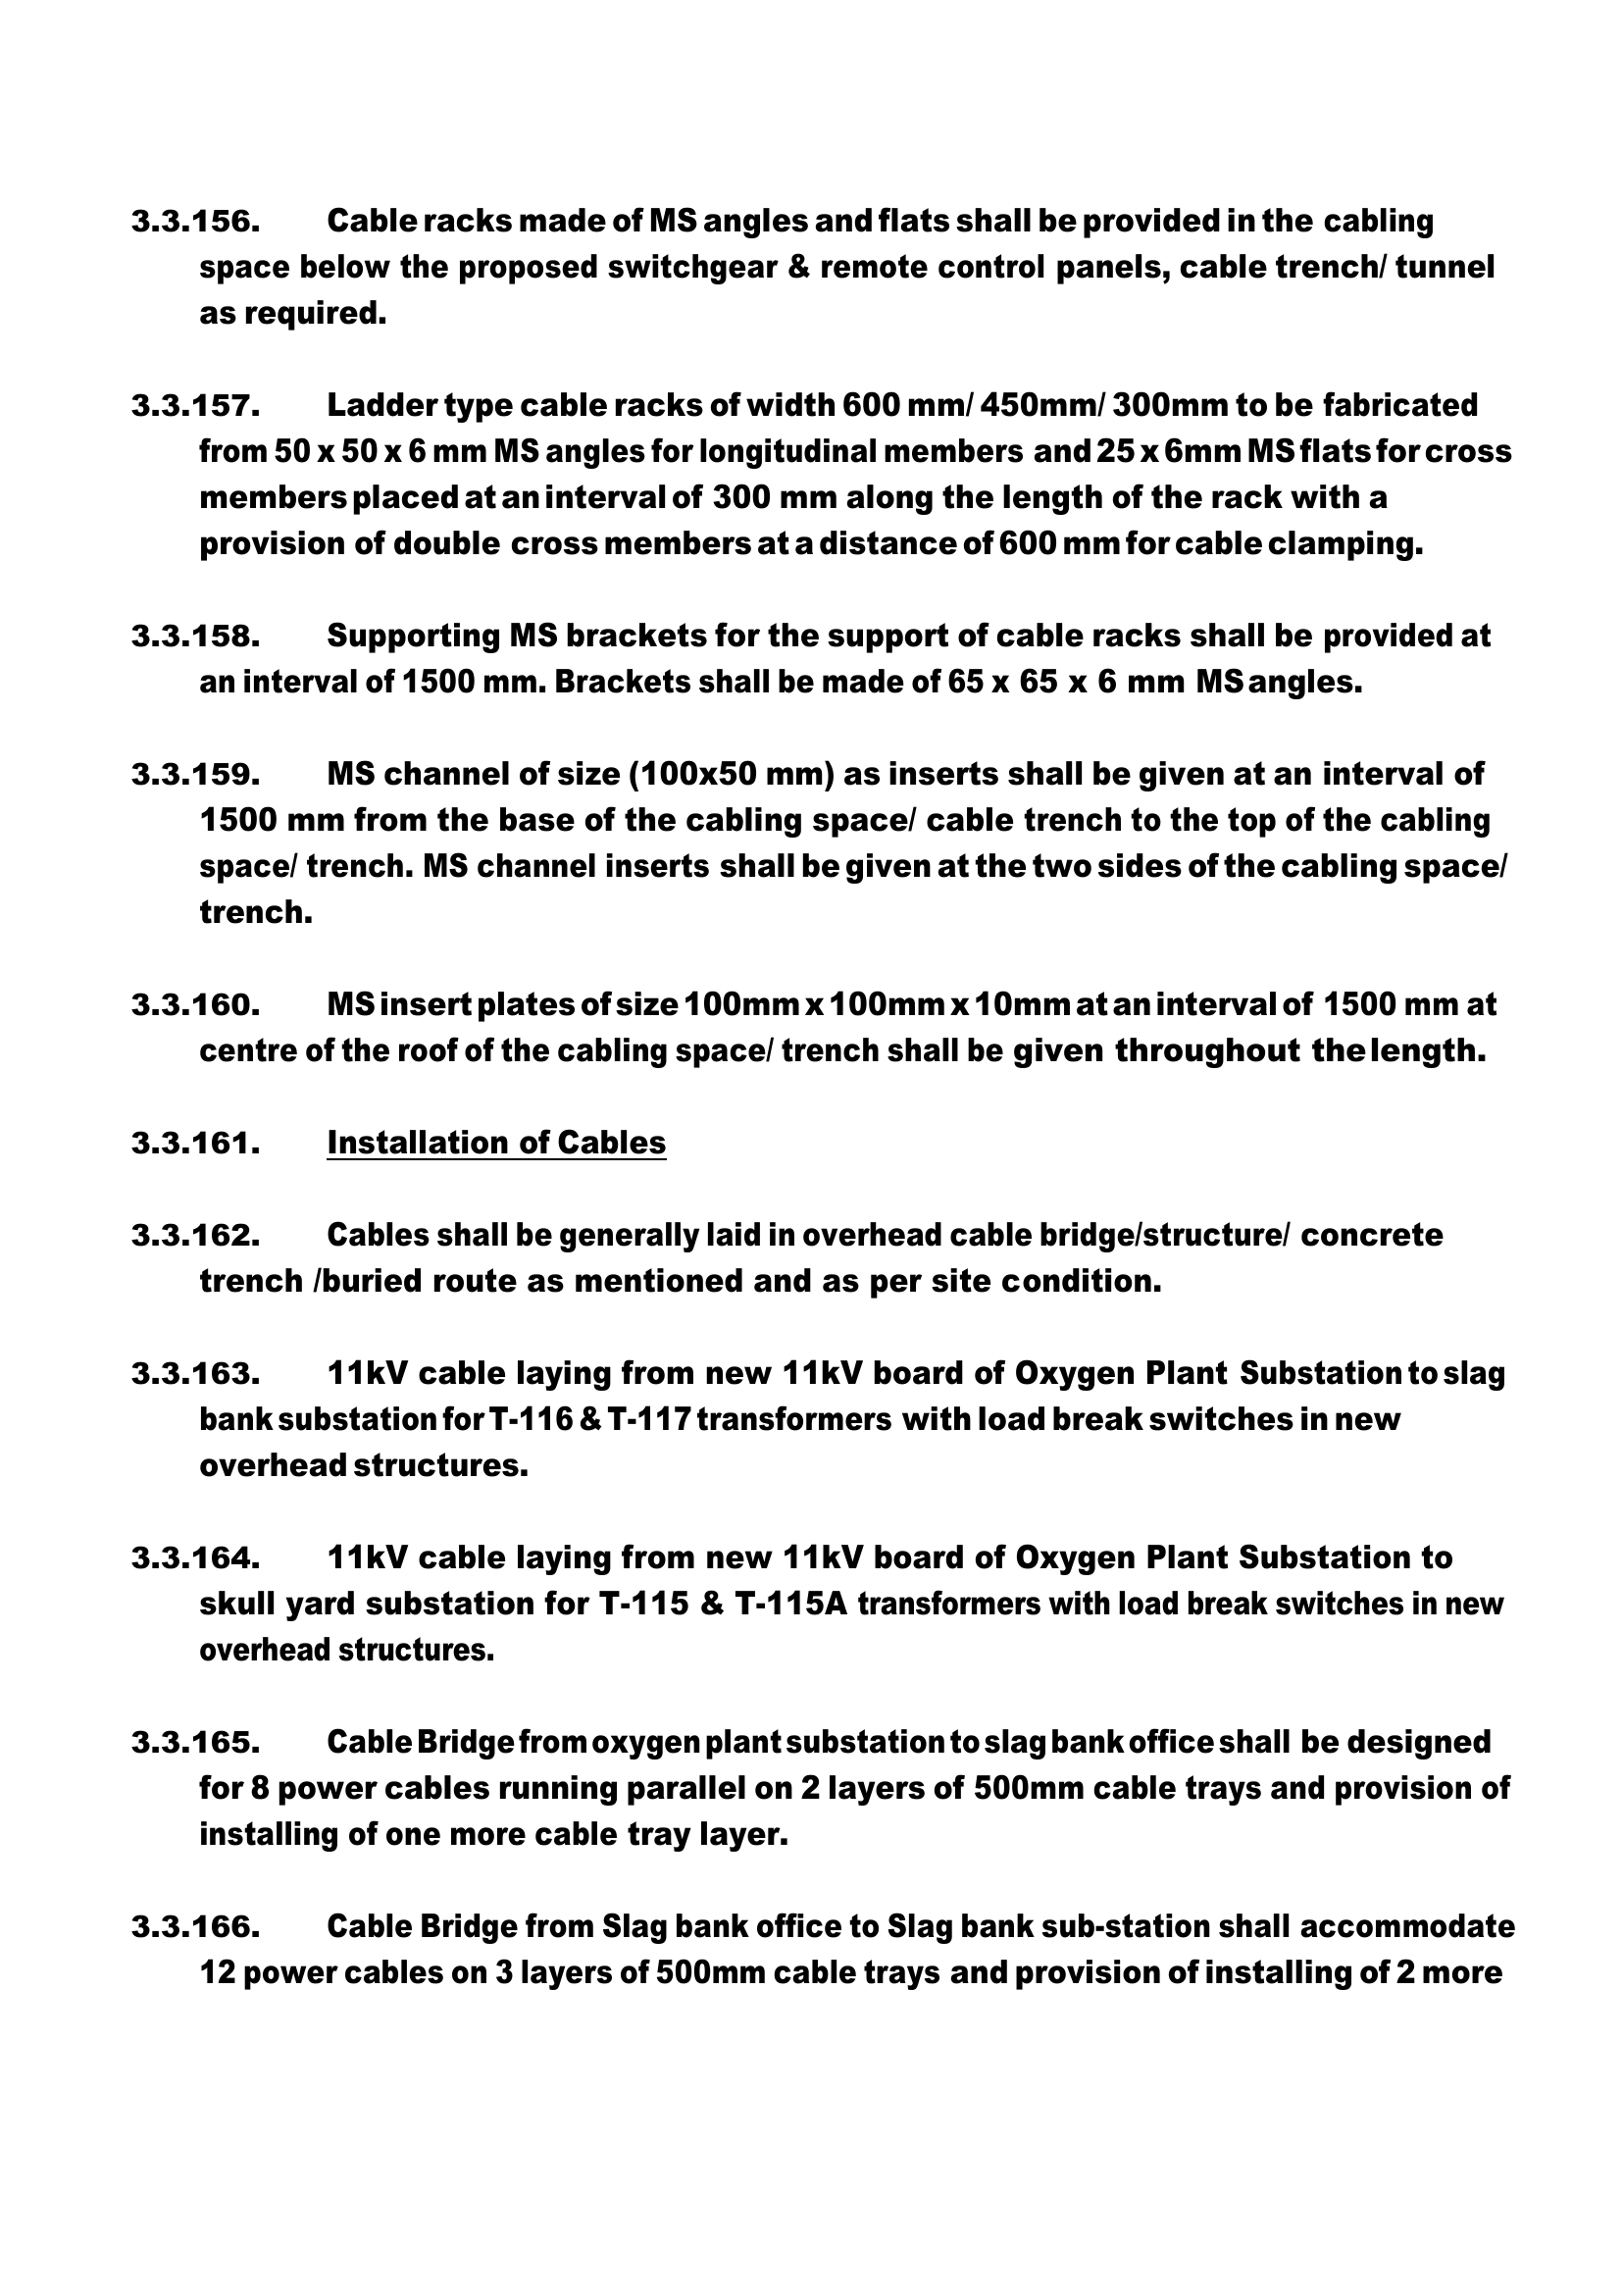 3.3.156. Cable racks made of MS angles and flats shall be provided in the cabling
space below the proposed switchgear & remote control panels, cable trench/ tunnel
as required.
3.3.157. Ladder type cable racks of width 600 mm/ 450mm/ 300mm to be fabricated
from 50 x 50 x 6 mm MS angles for longitudinal members and 25 x 6mm MS flats for cross
members placed at an interval of 300 mm along the length of the rack with a
provision of double cross members at a distance of 600 mm for cable clamping.
3.3.158. Supporting MS brackets for the support of cable racks shall be provided at
an interval of 1500 mm. Brackets shall be made of 65 x 65 x 6 mm MS angles.
3.3.159. MS channel of size (100x50 mm) as inserts shall be given at an interval of
1500 mm from the base of the cabling space/ cable trench to the top of the cabling
space/ trench. MS channel inserts shall be given at the two sides of the cabling space/
trench.
3.3.160. MS insert plates of size 100mm x 100mm x 10mm at an interval of 1500 mm at
centre of the roof of the cabling space/ trench shall be given throughout the length.
3.3.161. Installation of Cables
3.3.162. Cables shall be generally laid in overhead cable bridge/structure/ concrete
trench /buried route as mentioned and as per site condition.
3.3.163. 11kV cable laying from new 11kV board of Oxygen Plant Substation to slag
bank substation for T-116 & T-117 transformers with load break switches in new
overhead structures.
3.3.164. 11kV cable laying from new 11kV board of Oxygen Plant Substation to
skull yard substation for T-115 & T-115A transformers with load break switches in new
overhead structures.
3.3.165. Cable Bridge from oxygen plant substation to slag bank office shall be designed
for 8 power cables running parallel on 2 layers of 500mm cable trays and provision of
installing of one more cable tray layer.
3.3.166. Cable Bridge from Slag bank office to Slag bank sub-station shall accommodate
12 power cables on 3 layers of 500mm cable trays and provision of installing of 2 more